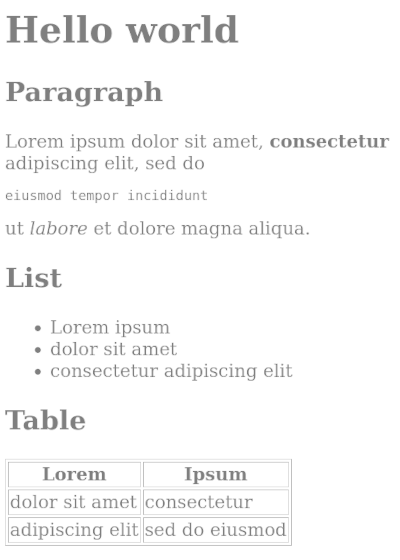 Hello world
Paragraph
Lorem ipsum dolor sit amet, consectetur
adipiscing elit, sed do
eiusmod tempor incididunt
ut labore et dolore magna aliqua.
List
• Lorem ipsum
• dolor sit amet
• consectetur adipiscing elit
Table
Lorem Ipsum
dolor sit amet consectetur
adipiscing elit sed do eiusmod